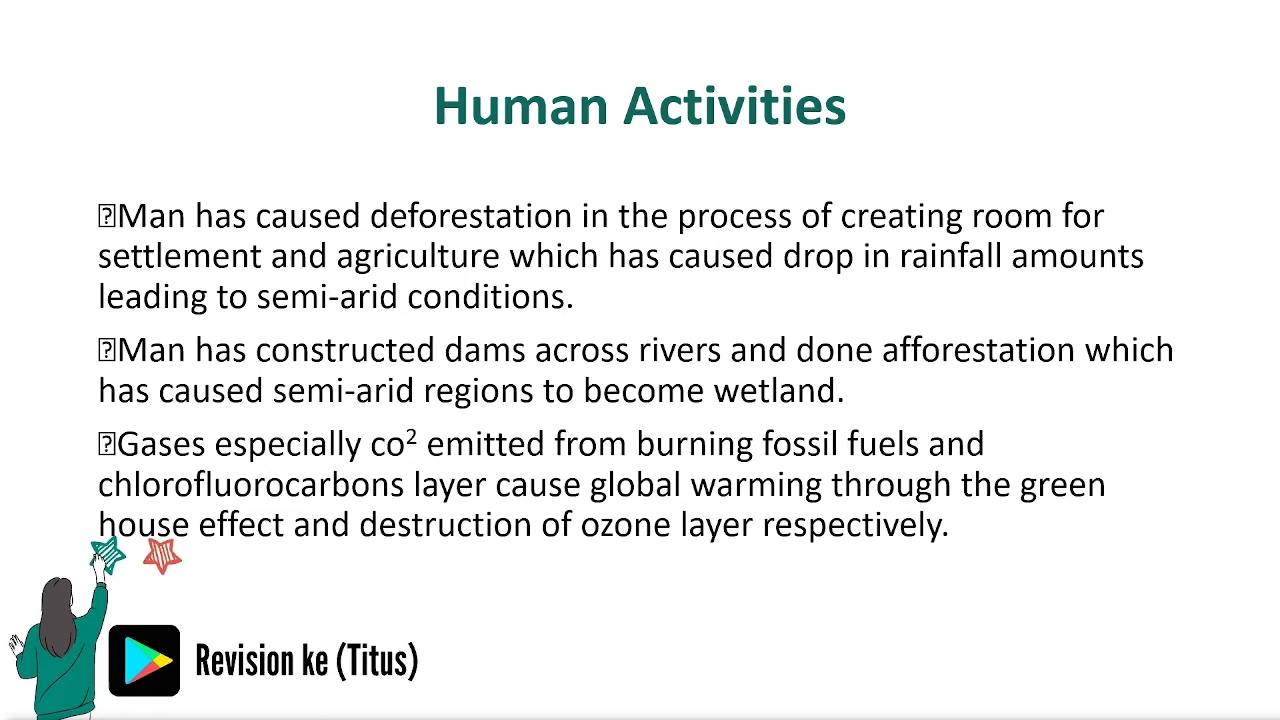 Human Activities
⍰Man has caused deforestation in the process of creating room for
settlement and agriculture which has caused drop in rainfall amounts
leading to semi-arid conditions.
⍰Man has constructed dams across rivers and done afforestation which
has caused semi-arid regions to become wetland.
⍰Gases especially co² emitted from burning fossil fuels and
chlorofluorocarbons layer cause global warming through the green
house effect and destruction of ozone layer respectively.
Revision ke (Titus)